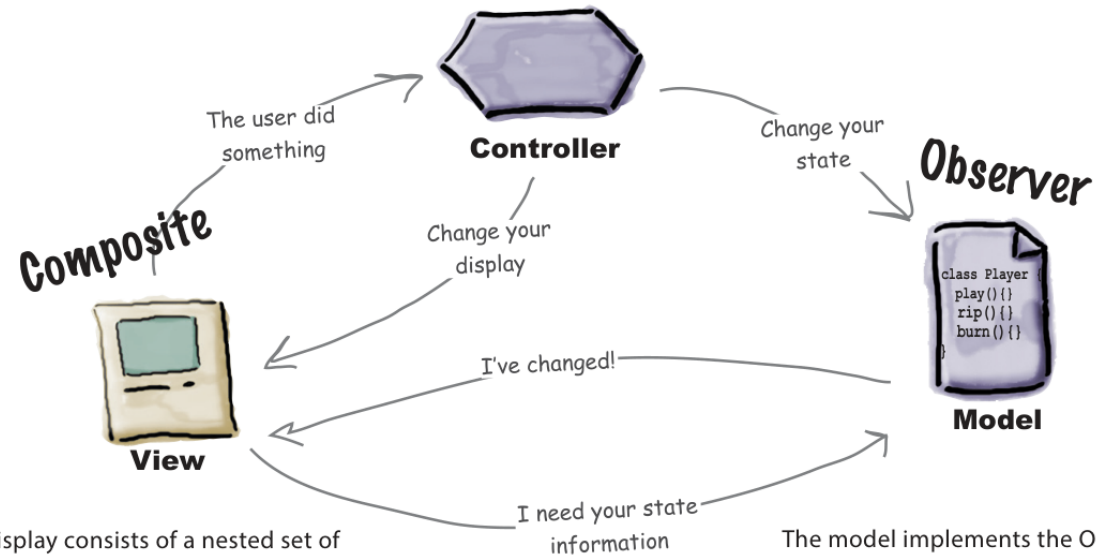 The user did
something
Controller
Change your
state
Observer
Composite
Change your
display
class Player {
play(){}
rip(){}
burn(){}
}
I've changed!
Model
View
I need your state
information
isplay consists of a nested set of
The model implements the O